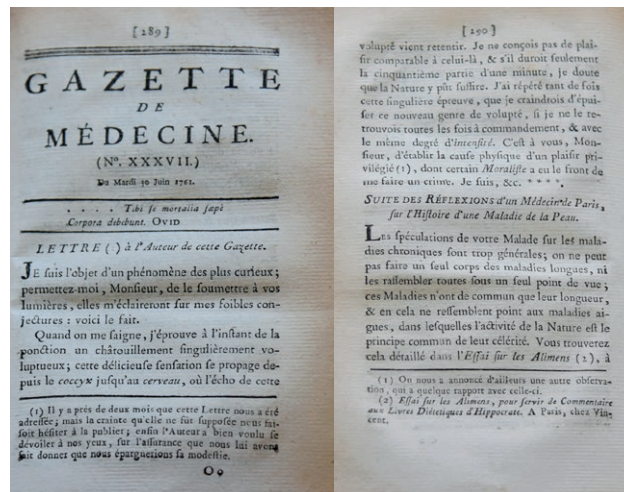 [289]
GAZETTE
DE
MÉDECINE.
(N°. XXXVII.)
Du Mardi 30 Juin 1761.
. . . . Tibi se mortalia sæpè
Corpora debebunt. OVID
LETTRE (1) à l'Auteur de cette Gazette.
JE suis l'objet d'un phénomène des plus curieux ;
permettez-moi, Monsieur, de le soumettre à vos
lumières, elles m'éclaireront sur mes foibles con-
jectures : voici le fait.
Quand on me saigne, j'éprouve à l'instant de la
ponction un châtouillement singulièrement vo-
luptueux ; cette délicieuse sensation se propage de-
puis le coccyx jusqu'au cerveau, où l'écho de cette
(1) Il y a près de deux mois que cette Lettre nous a été
adressée ; mais la crainte qu'elle ne fût supposée nous fai-
soit hésiter à la publier ; enfin l'Auteur a bien voulu se
dévoiler à nos yeux, sur l'assurance que nous lui avons
fait donner que nous épargnerions sa modestie.
Oo
[290]
volupté vient retentir. Je ne conçois pas de plai-
sir comparable à celui-là, & s'il duroit seulement
la cinquantième partie d'une minute, je doute
que la Nature y pût suffire. J'ai répété tant de fois
cette singulière épreuve, que je craindrois d'épui-
ser ce nouveau genre de volupté, si je ne le re-
trouvois toutes les fois à commandement, & avec
le même degré d'intensité. C'est à vous, Mon-
sieur, d'établir la cause physique d'un plaisir pri-
vilégié (1), dont certain Moraliste a eu le front de
me faire un crime. Je suis, &c. * * * *.
SUITE DES RÉFLEXIONS d'un Médecin de Paris,
sur l'Histoire d'une Maladie de la Peau.
LES spéculations de votre Malade sur les mala-
dies chroniques sont trop générales ; on ne peut
pas faire un seul corps des maladies longues, ni
les rassembler toutes sous un seul point de vue ;
ces Maladies n'ont de commun que leur longueur,
& en cela ne ressemblent point aux maladies ai-
gues, dans lesquelles l'activité de la Nature est le
principe commun de leur célérité. Vous trouverez
cela détaillé dans l'Essai sur les Alimens (2), à
(1) On nous a annoncé d'ailleurs une autre observa-
tion, qui a quelque rapport avec celle-ci.
(2) Essai sur les Alimens, pour servir de Commentaire
aux Livres Diététiques d'Hippocrate. A Paris, chez Vin-
cent.